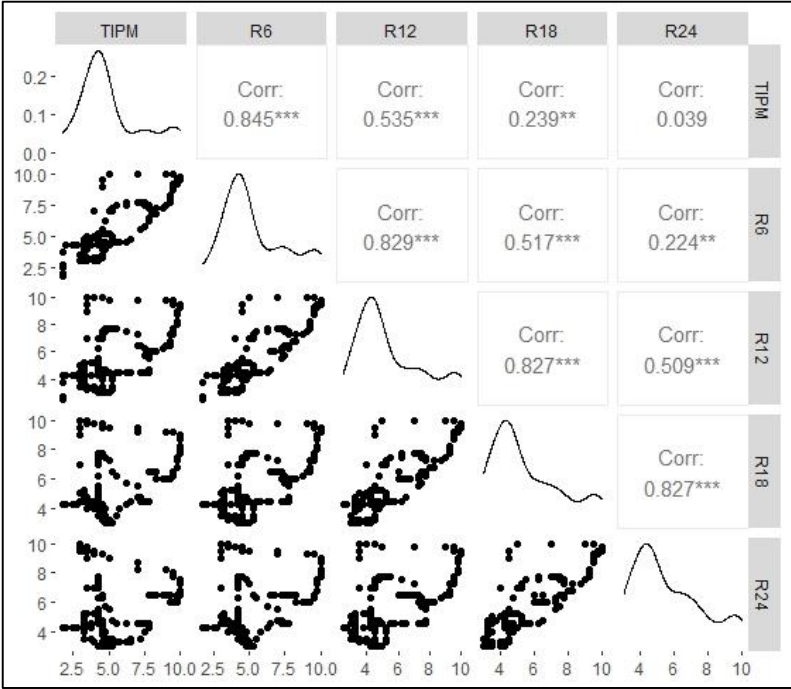 TIPM R6 R12 R18 R24
0.2
0.1
0.0
Corr:
0.845***
Corr:
0.535***
Corr:
0.239**
Corr:
0.039
TIPM
10.0
7.5
5.0
2.5
Corr:
0.829***
Corr:
0.517***
Corr:
0.224**
R6
10
8
6
4
Corr:
0.827***
Corr:
0.509***
R12
10
8
6
4
Corr:
0.827***
R18
10
8
6
4
R24
2.5 5.0 7.5 10.0 2.5 5.0 7.5 10.0 4 6 8 10 4 6 8 10 4 6 8 10